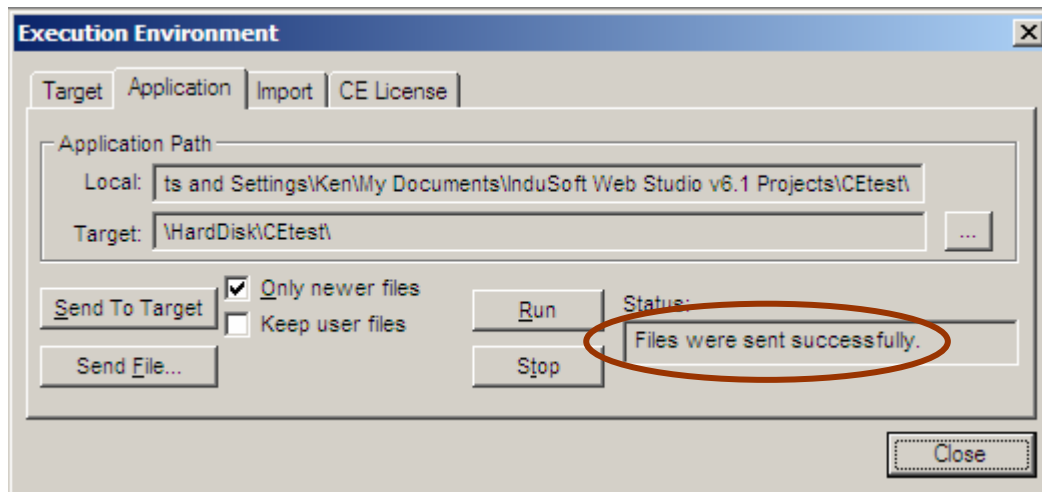 Execution Environment
Target Application Import CE License
Application Path
Local: ts and Settings\Ken\My Documents\InduSoft Web Studio v6.1 Projects\CEtest\
Target: \HardDisk\CEtest\ ...
Send To Target Only newer files Run Status:
Keep user files Files were sent successfully.
Send File... Stop
Close